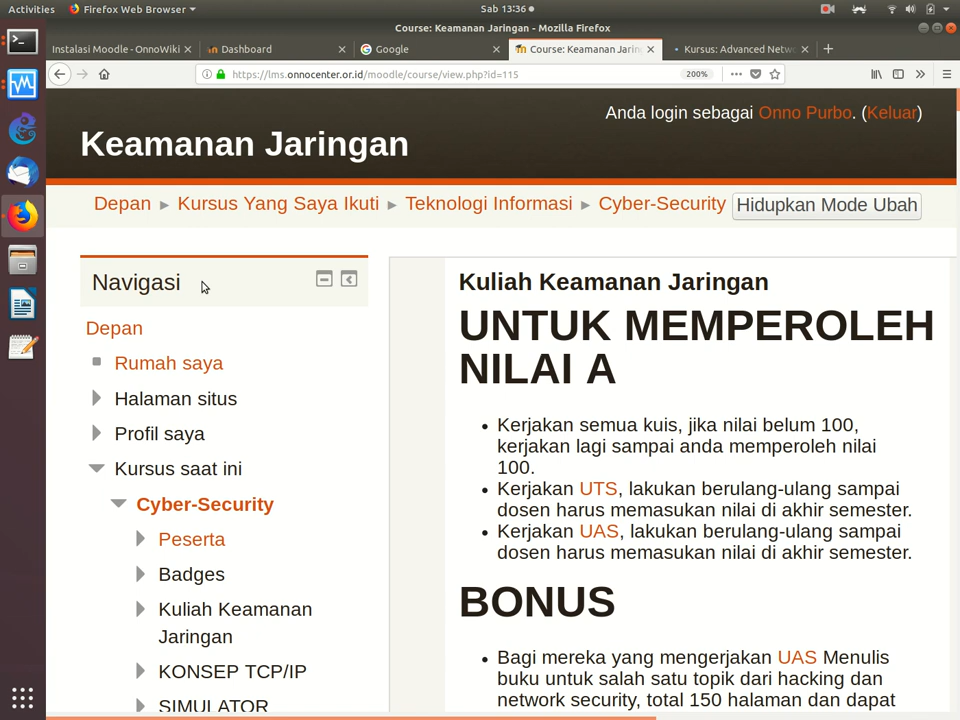 Activities
Firefox Web Browser
Sab 13:36
Course: Keamanan Jaringan - Mozilla Firefox
Instalasi Moodle - OnnoWiki
Dashboard
Google
Course: Keamanan Jaring
Kursus: Advanced Netwo
https://lms.onnocenter.or.id/moodle/course/view.php?id=115
200%
Anda login sebagai Onno Purbo. (Keluar)
Keamanan Jaringan
Depan ► Kursus Yang Saya Ikuti ► Teknologi Informasi ► Cyber-Security
Hidupkan Mode Ubah
Navigasi
Depan
Rumah saya
Halaman situs
Profil saya
Kursus saat ini
Cyber-Security
Peserta
Badges
Kuliah Keamanan
Jaringan
KONSEP TCP/IP
SIMULATOR
Kuliah Keamanan Jaringan
UNTUK MEMPEROLEH
NILAI A
• Kerjakan semua kuis, jika nilai belum 100,
kerjakan lagi sampai anda memperoleh nilai
100.
• Kerjakan UTS, lakukan berulang-ulang sampai
dosen harus memasukan nilai di akhir semester.
• Kerjakan UAS, lakukan berulang-ulang sampai
dosen harus memasukan nilai di akhir semester.
BONUS
• Bagi mereka yang mengerjakan UAS Menulis
buku untuk salah satu topik dari hacking dan
network security, total 150 halaman dan dapat